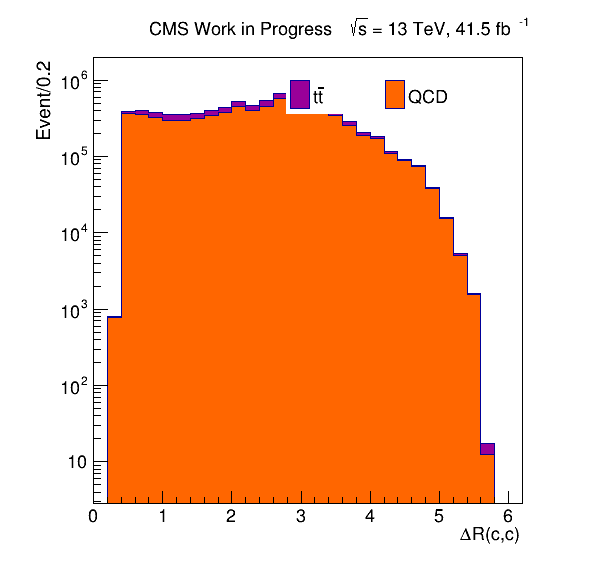 CMS Work in Progress √s = 13 TeV, 41.5 fb⁻¹
Event/0.2
10⁶
10⁵
10⁴
10³
10²
10
tt̄
QCD
0 1 2 3 4 5 6
ΔR(c,c)